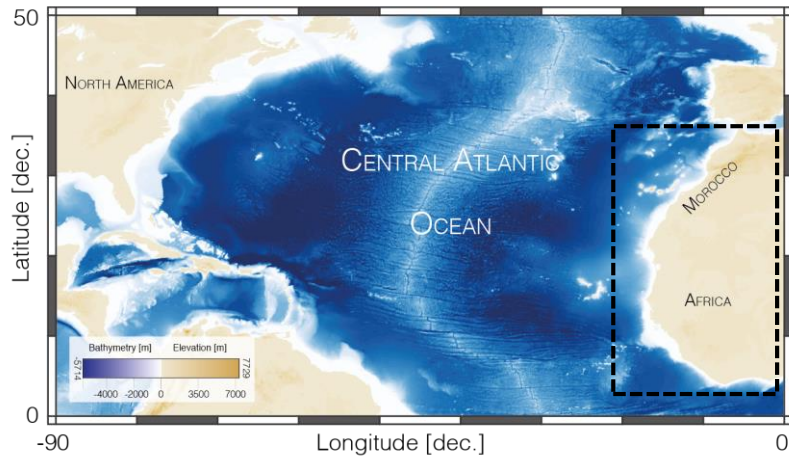 50
NORTH AMERICA
CENTRAL ATLANTIC
OCEAN
MOROCCO
AFRICA
Latitude [dec.]
Bathymetry [m] Elevation [m]
-5714 7729
-4000 -2000 0 3500 7000
0
-90 Longitude [dec.] 0